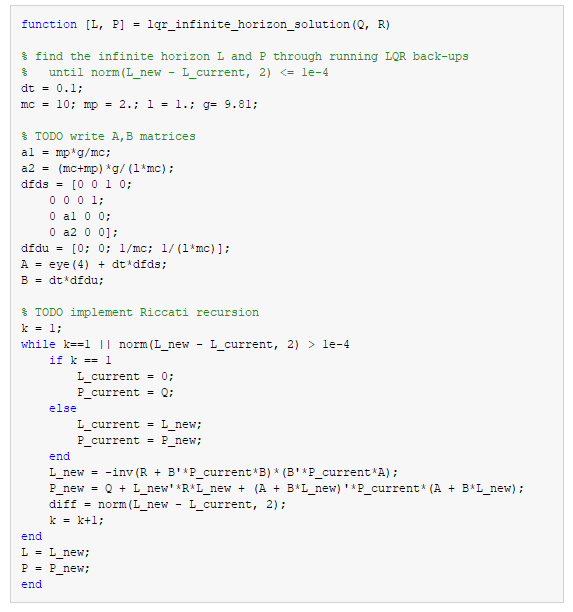 function [L, P] = lqr_infinite_horizon_solution(Q, R)
% find the infinite horizon L and P through running LQR back-ups
%   until norm(L_new - L_current, 2) <= 1e-4
dt = 0.1;
mc = 10; mp = 2.; l = 1.; g= 9.81;
% TODO write A,B matrices
a1 = mp*g/mc;
a2 = (mc+mp)*g/(l*mc);
dfds = [0 0 1 0;
    0 0 0 1;
    0 a1 0 0;
    0 a2 0 0];
dfdu = [0; 0; 1/mc; 1/(l*mc)];
A = eye(4) + dt*dfds;
B = dt*dfdu;
% TODO implement Riccati recursion
k = 1;
while k==1 || norm(L_new - L_current, 2) > 1e-4
    if k == 1
        L_current = 0;
        P_current = Q;
    else
        L_current = L_new;
        P_current = P_new;
    end
    L_new = -inv(R + B'*P_current*B)*(B'*P_current*A);
    P_new = Q + L_new'*R*L_new + (A + B*L_new)'*P_current*(A + B*L_new);
    diff = norm(L_new - L_current, 2);
    k = k+1;
end
L = L_new;
P = P_new;
end